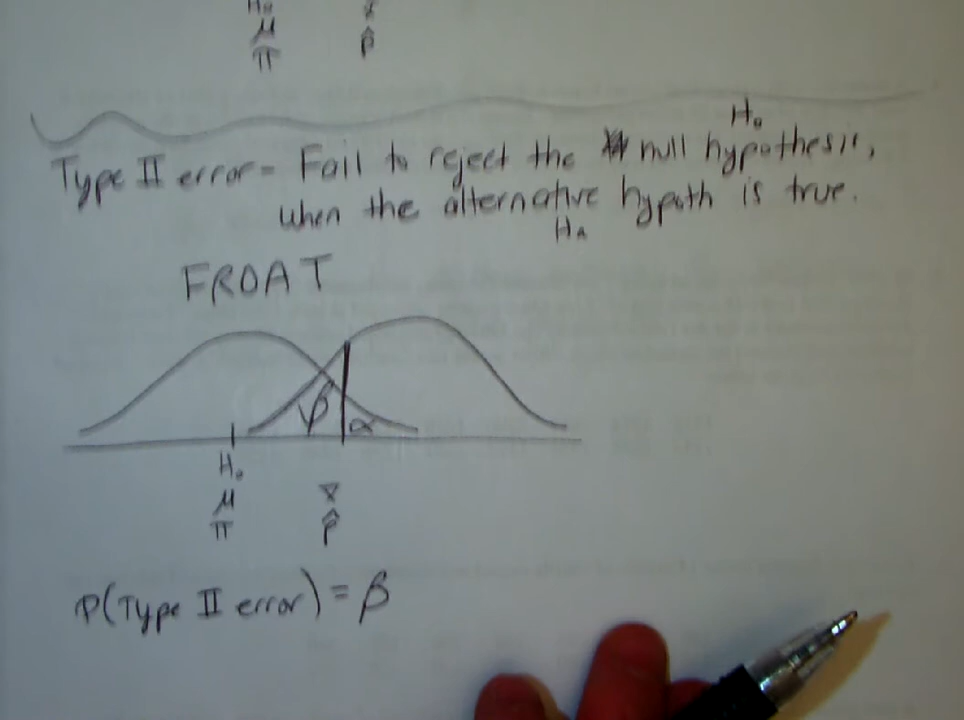 H₀ x̄
μ p̂
π
H₀
Type II error = Fail to reject the null hypothesis,
when the alternative hypoth is true.
Hₐ
FROAT
β α
H₀
μ x̄
π p̂
P(Type II error) = β